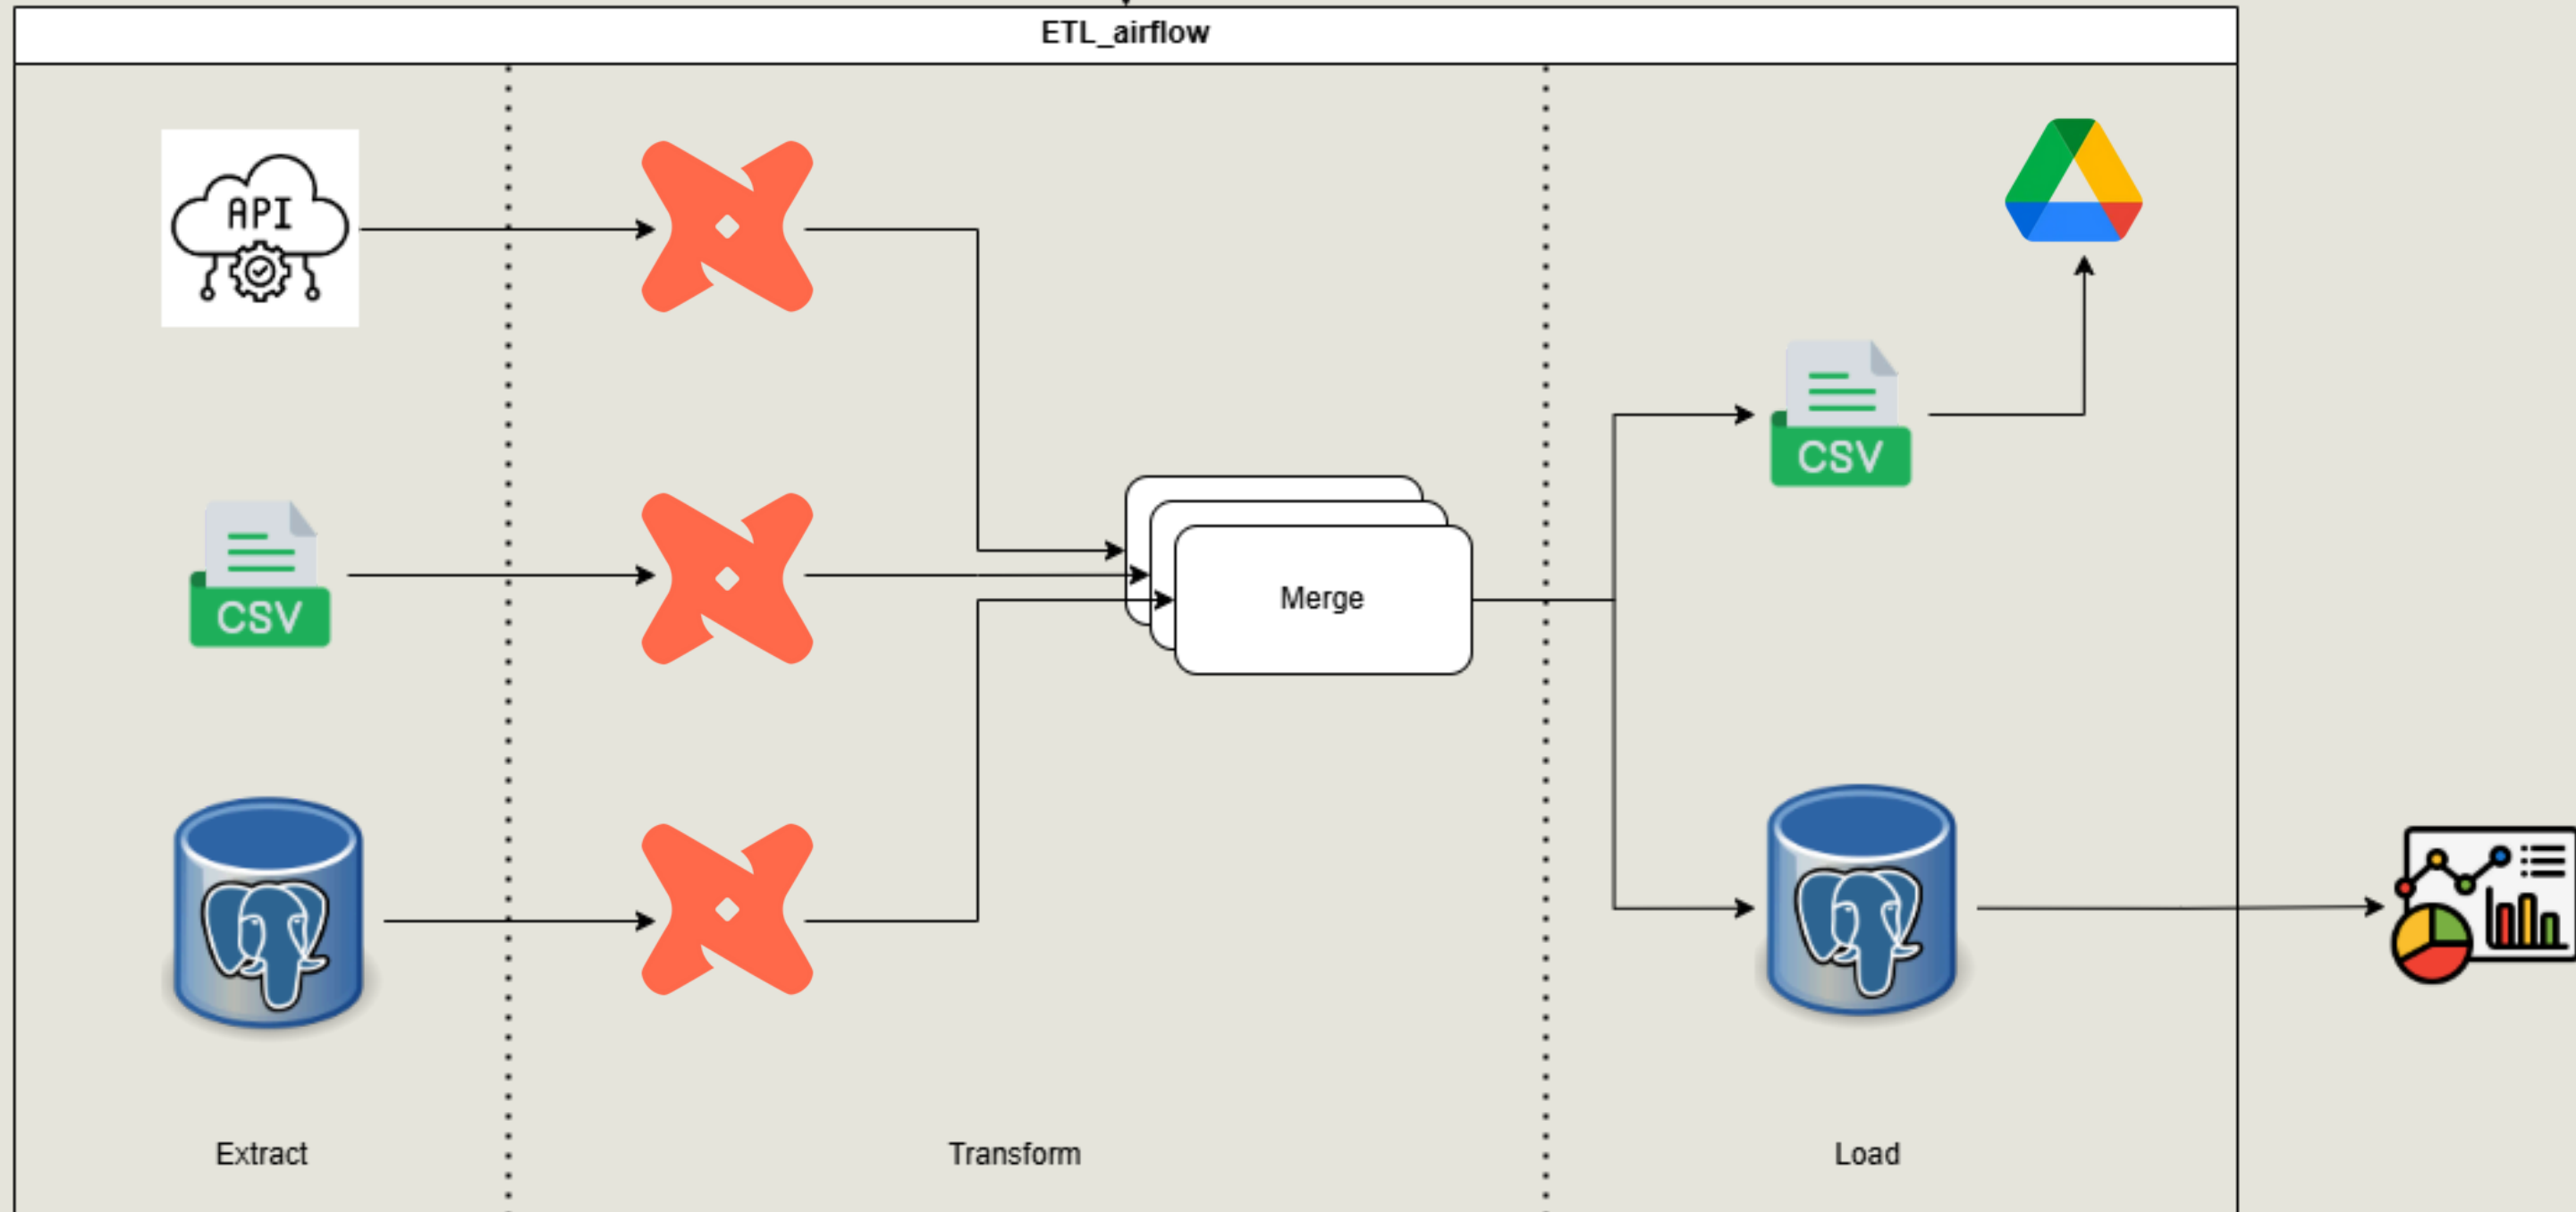 ETL_airflow
API
CSV
CSV
Merge
Extract
Transform
Load